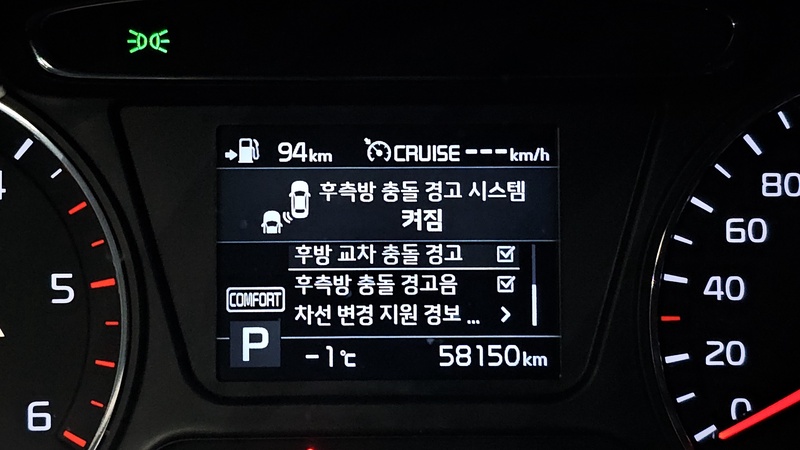 94km CRUISE ---km/h
후측방 충돌 경고 시스템
켜짐
후방 교차 충돌 경고
후측방 충돌 경고음
COMFORT
차선 변경 지원 경보 ...
P
-1℃ 58150km
5
6
80
60
40
20
0